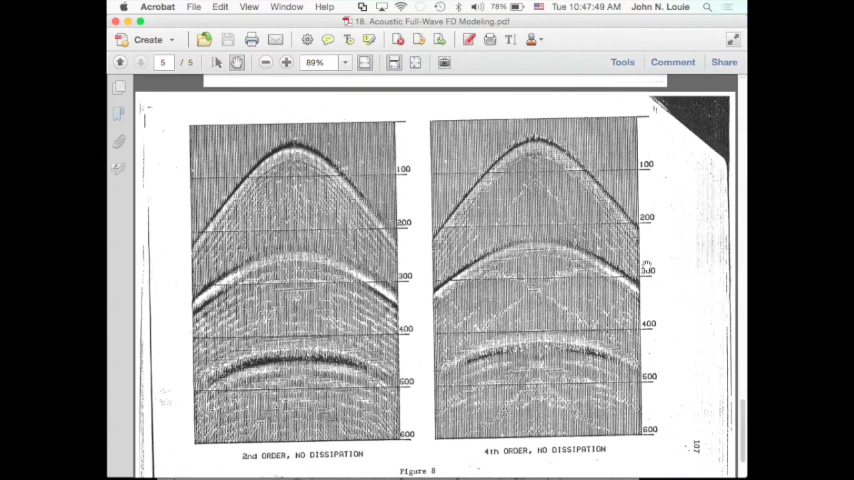 Acrobat File Edit View Window Help 78% Tue 10:47:49 AM John N. Louie
18. Acoustic Full-Wave FD Modeling.pdf
Create
5 / 5 89% Tools Comment Share
100
200
300
400
500
600
2nd ORDER, NO DISSIPATION
100
200
300
400
500
600
4th ORDER, NO DISSIPATION
107
Figure 8